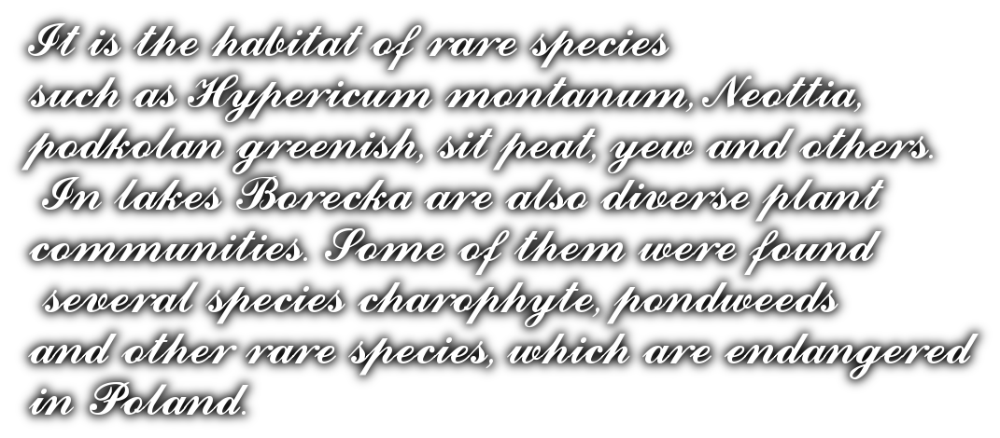 It is the habitat of rare species
such as Hypericum montanum, Neottia,
podkolan greenish, sit peat, yew and others.
In lakes Borecka are also diverse plant
communities. Some of them were found
several species charophyte, pondweeds
and other rare species, which are endangered
in Poland.